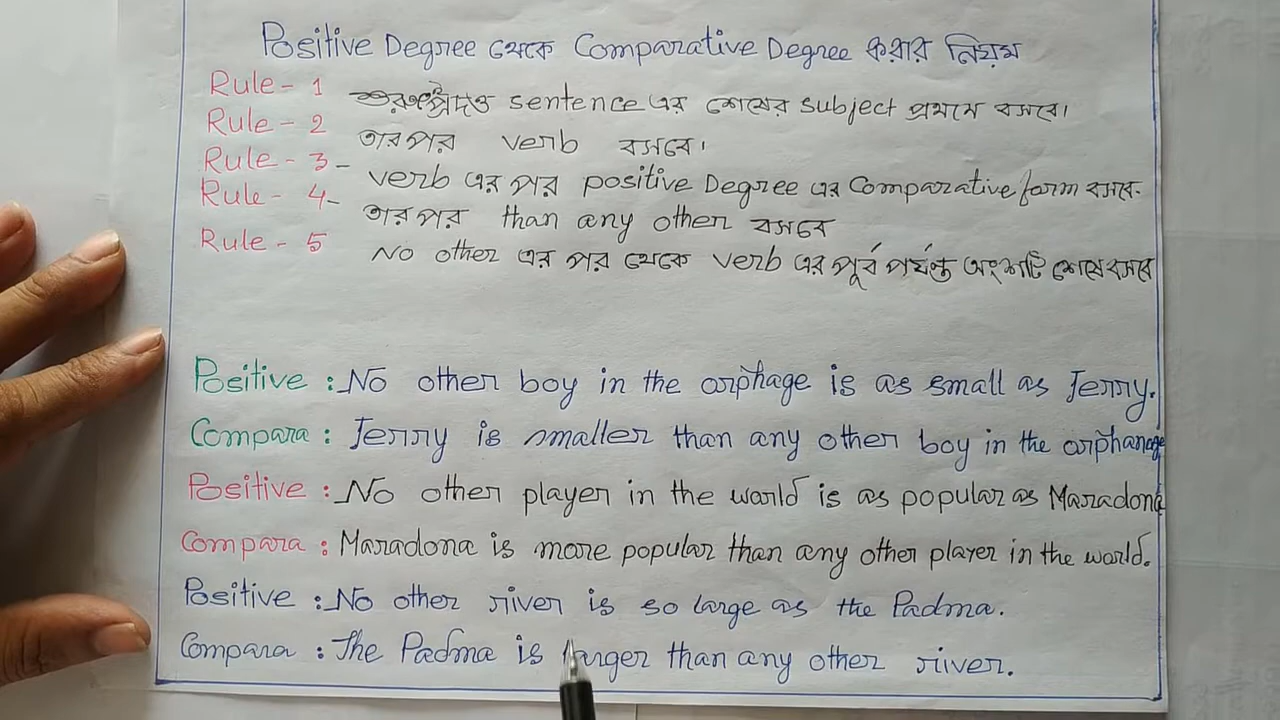 Positive Degree থেকে Comparative Degree করার নিয়ম
Rule - 1 sentence এর শেষের subject প্রথমে বসবে।
Rule - 2 তারপর verb বসবে।
Rule - 3 - verb এর পর positive Degree এর Comparative form বসবে.
Rule - 4- তারপর than any other বসবে
Rule - 5 No other এর পর থেকে verb এর পূর্ব পর্যন্ত অংশটি শেষে বসবে
Positive : No other boy in the orphage is as small as Jerry.
Compara : Jerry is smaller than any other boy in the orphanage
Positive : No other player in the world is as popular as Maradona
Compara : Maradona is more popular than any other player in the world.
Positive : No other river is so large as the Padma.
Compara : The Padma is larger than any other river.